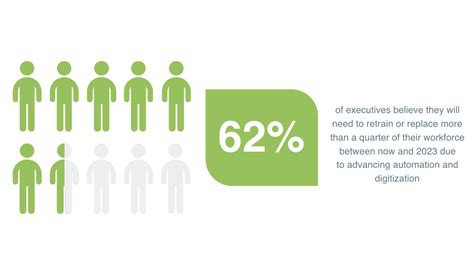 62%
of executives believe they will
need to retrain or replace more
than a quarter of their workforce
between now and 2023 due
to advancing automation and
digitization